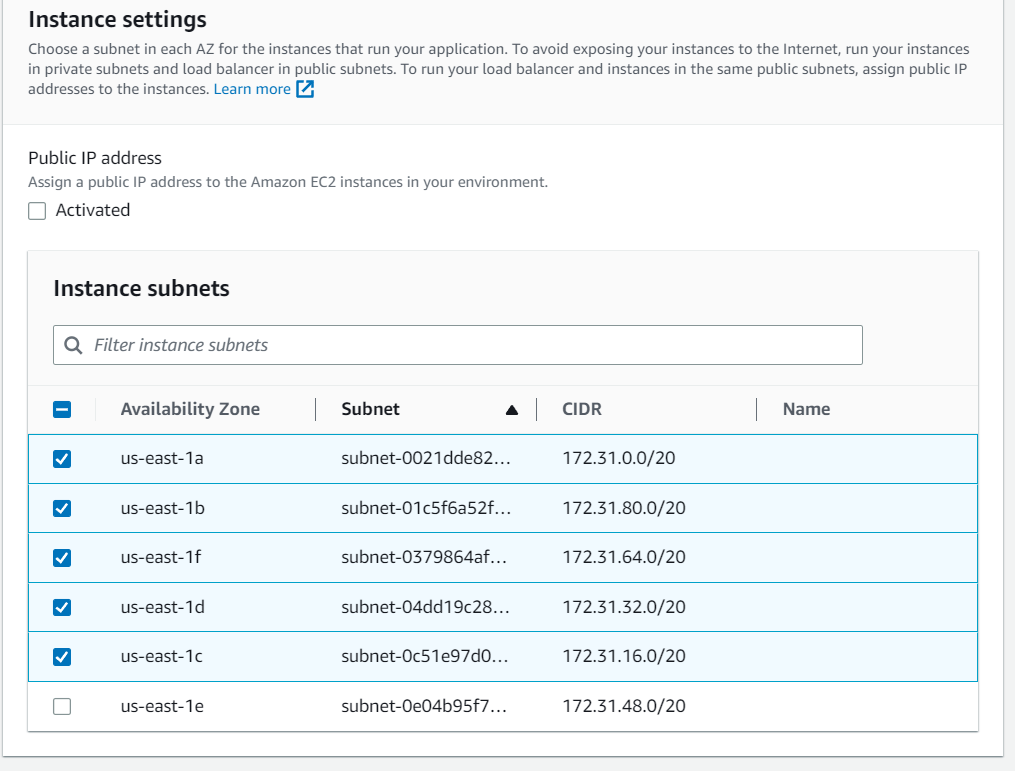 Instance settings
Choose a subnet in each AZ for the instances that run your application. To avoid exposing your instances to the Internet, run your instances
in private subnets and load balancer in public subnets. To run your load balancer and instances in the same public subnets, assign public IP
addresses to the instances. Learn more
Public IP address
Assign a public IP address to the Amazon EC2 instances in your environment.
Activated
Instance subnets
Filter instance subnets
Availability Zone Subnet CIDR Name
us-east-1a subnet-0021dde82... 172.31.0.0/20
us-east-1b subnet-01c5f6a52f... 172.31.80.0/20
us-east-1f subnet-0379864af... 172.31.64.0/20
us-east-1d subnet-04dd19c28... 172.31.32.0/20
us-east-1c subnet-0c51e97d0... 172.31.16.0/20
us-east-1e subnet-0e04b95f7... 172.31.48.0/20